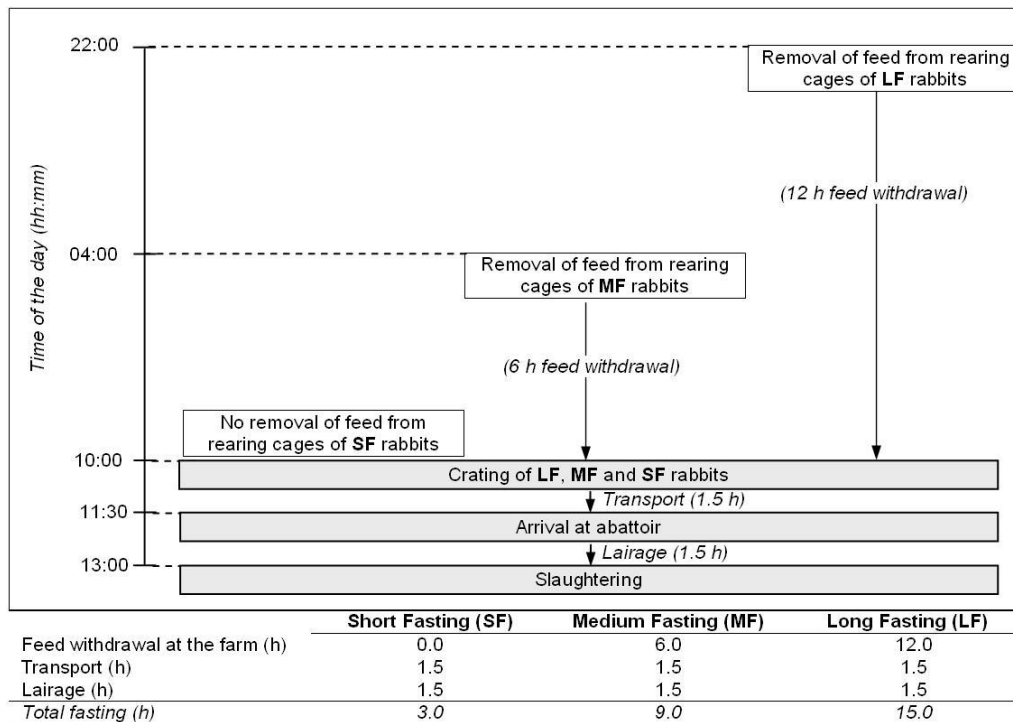 22:00
Removal of feed from rearing
cages of LF rabbits
(12 h feed withdrawal)
Time of the day (hh:mm)
04:00
Removal of feed from rearing
cages of MF rabbits
(6 h feed withdrawal)
No removal of feed from
rearing cages of SF rabbits
10:00
Crating of LF, MF and SF rabbits
Transport (1.5 h)
11:30
Arrival at abattoir
Lairage (1.5 h)
13:00
Slaughtering
Short Fasting (SF) Medium Fasting (MF) Long Fasting (LF)
Feed withdrawal at the farm (h) 0.0 6.0 12.0
Transport (h) 1.5 1.5 1.5
Lairage (h) 1.5 1.5 1.5
Total fasting (h) 3.0 9.0 15.0